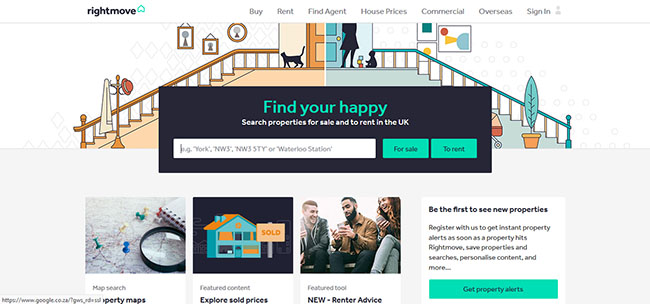 rightmove
Buy Rent Find Agent House Prices Commercial Overseas Sign In
Find your happy
Search properties for sale and to rent in the UK
e.g. 'York', 'NW3', 'NW3 5TY' or 'Waterloo Station'
For sale To rent
SOLD
Map search
operty maps
Featured content
Explore sold prices
Featured tool
NEW - Renter Advice
Be the first to see new properties
Register with us to get instant property
alerts as soon as a property hits
Rightmove, save properties and
searches, personalise content, and
more...
Get property alerts
https://www.google.co.za/?gws_rd=ssl